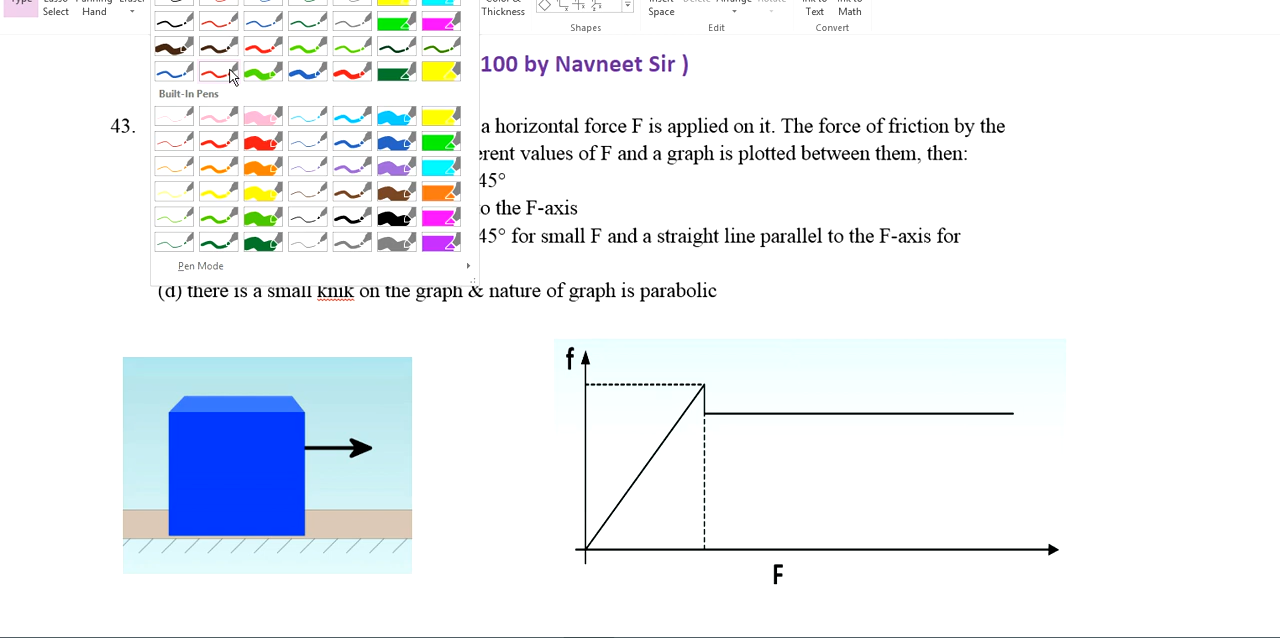 Type
Lasso
Select
Panning
Hand
Eraser
Color &
Thickness
Shapes
Insert
Space
Delete
Arrange
Rotate
Edit
Ink to
Text
Ink to
Math
Convert
100 by Navneet Sir )
Built-In Pens
Pen Mode
43.
a horizontal force F is applied on it. The force of friction by the
erent values of F and a graph is plotted between them, then:
45°
o the F-axis
45° for small F and a straight line parallel to the F-axis for
(d) there is a small knik on the graph & nature of graph is parabolic
f
F